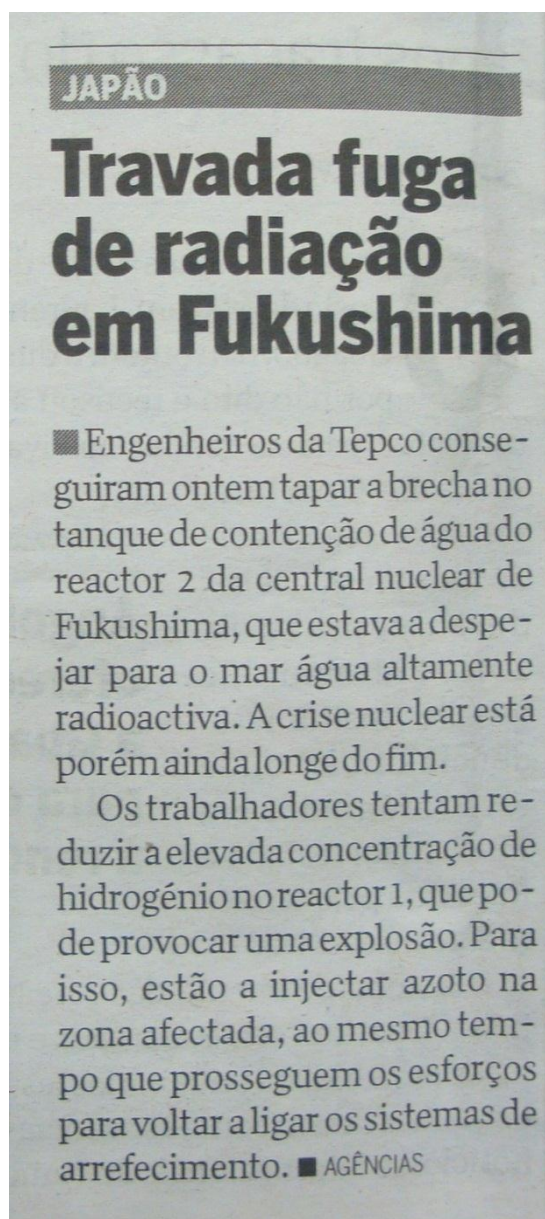 JAPÃO
Travada fuga
de radiação
em Fukushima
Engenheiros da Tepco conse-
guiram ontem tapar a brecha no
tanque de contenção de água do
reactor 2 da central nuclear de
Fukushima, que estava a despe-
jar para o mar água altamente
radioactiva. A crise nuclear está
porém ainda longe do fim.
Os trabalhadores tentam re-
duzir a elevada concentração de
hidrogénio no reactor 1, que po-
de provocar uma explosão. Para
isso, estão a injectar azoto na
zona afectada, ao mesmo tem-
po que prosseguem os esforços
para voltar a ligar os sistemas de
arrefecimento. ■ AGÊNCIAS